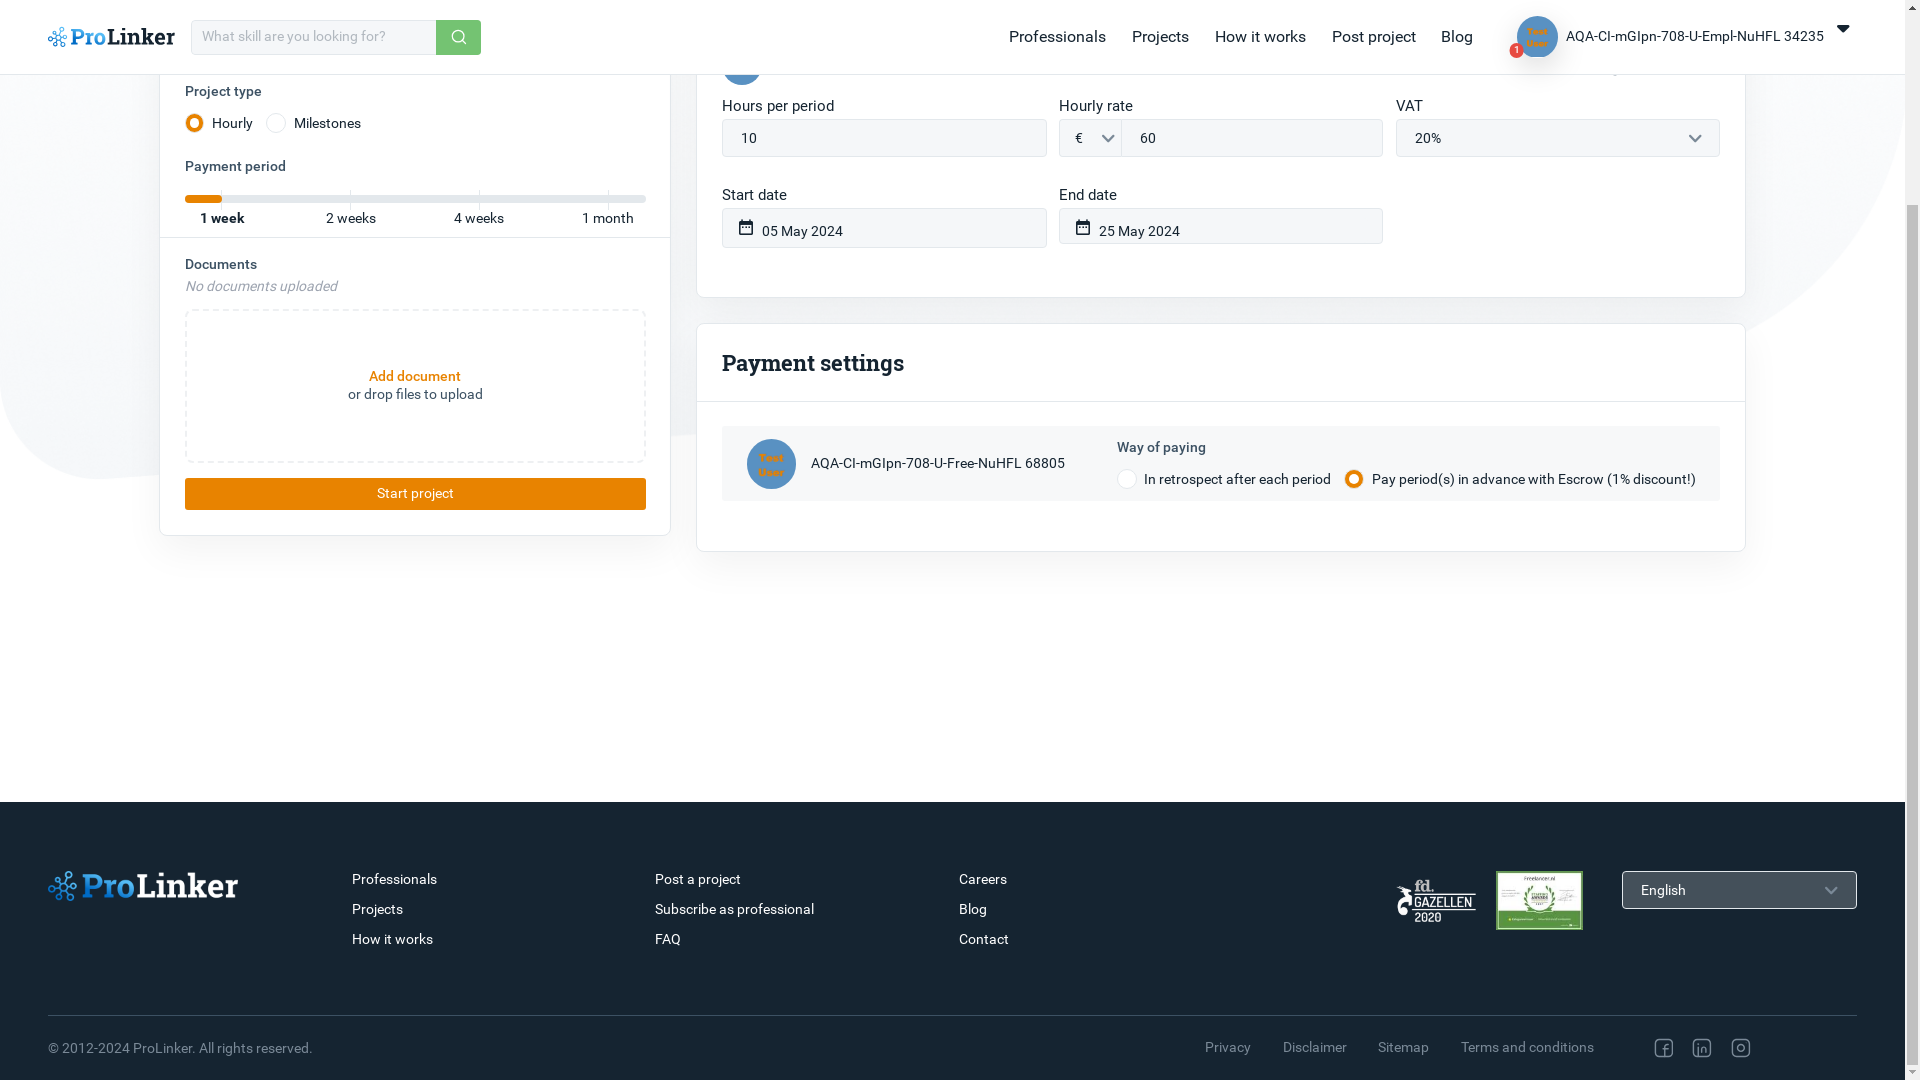 ProLinker
What skill are you looking for?
Professionals
Projects
How it works
Post project
Blog
Test
User
1
AQA-CI-mGIpn-708-U-Empl-NuHFL 34235
Project type
Hourly
Milestones
Payment period
1 week
2 weeks
4 weeks
1 month
Documents
No documents uploaded
Add document
or drop files to upload
Start project
Hours per period
10
Hourly rate
€
60
VAT
20%
Start date
05 May 2024
End date
25 May 2024
Payment settings
Test
User
AQA-CI-mGIpn-708-U-Free-NuHFL 68805
Way of paying
In retrospect after each period
Pay period(s) in advance with Escrow (1% discount!)
ProLinker
Professionals
Projects
How it works
Post a project
Subscribe as professional
FAQ
Careers
Blog
Contact
fd.
GAZELLEN
2020
Freelancer.nl
English
© 2012-2024 ProLinker. All rights reserved.
Privacy
Disclaimer
Sitemap
Terms and conditions